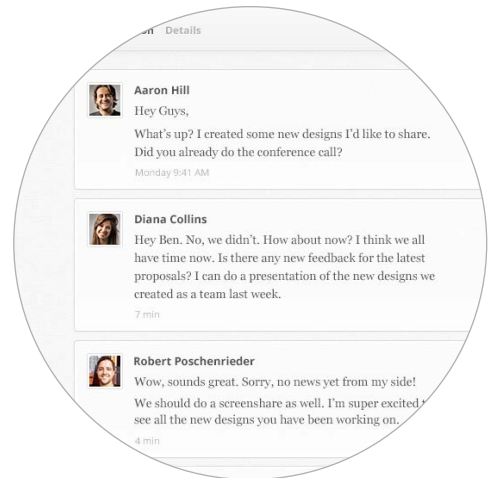 on Details
Aaron Hill
Hey Guys,
What's up? I created some new designs I'd like to share.
Did you already do the conference call?
Monday 9:41 AM
Diana Collins
Hey Ben. No, we didn't. How about now? I think we all
have time now. Is there any new feedback for the latest
proposals? I can do a presentation of the new designs we
created as a team last week.
7 min
Robert Poschenrieder
Wow, sounds great. Sorry, no news yet from my side!
We should do a screenshare as well. I'm super excited
see all the new designs you have been working on.
4 min